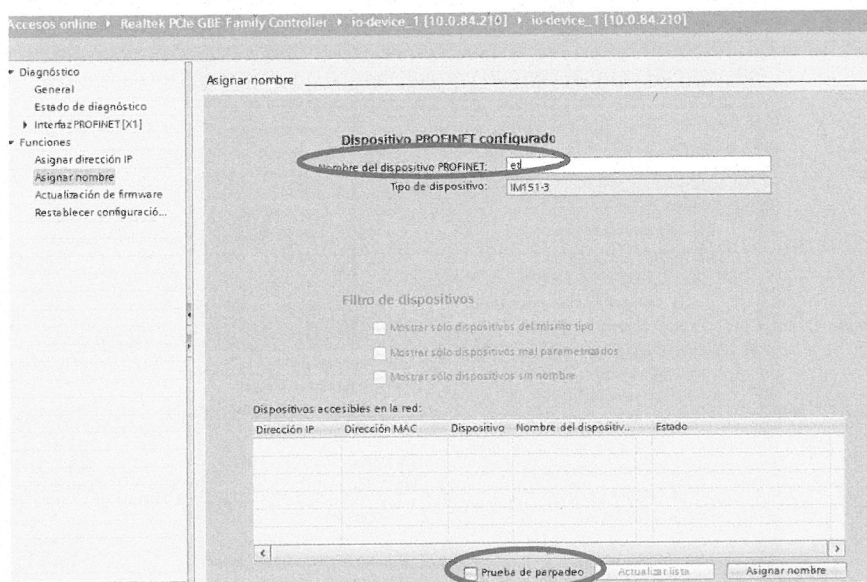 Accesos online ▸ Realtek PCIe GBE Family Controller ▸ io-device_1 [10.0.84.210] ▸ io-device_1 [10.0.84.210]
Diagnóstico
General
Estado de diagnóstico
Interfaz PROFINET [X1]
Funciones
Asignar dirección IP
Asignar nombre
Actualización de firmware
Restablecer configuració...
Asignar nombre
Dispositivo PROFINET configurado
Nombre del dispositivo PROFINET: et
Tipo de dispositivo: IM151-3
Filtro de dispositivos
Mostrar sólo dispositivos del mismo tipo
Mostrar sólo dispositivos mal parametrizados
Mostrar sólo dispositivos sin nombre
Dispositivos accesibles en la red:
Dirección IP Dirección MAC Dispositivo Nombre del dispositiv.. Estado
Prueba de parpadeo Actualizar lista Asignar nombre